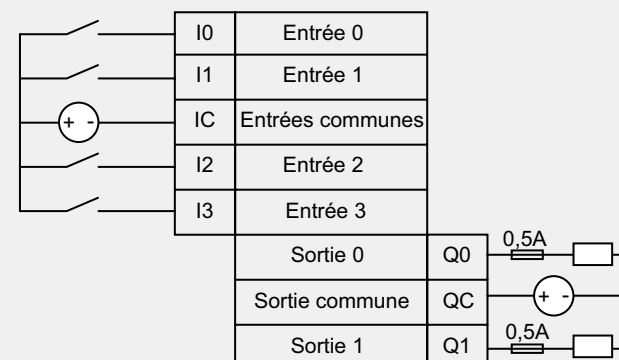 I0 Entrée 0
I1 Entrée 1
+ - IC Entrées communes
I2 Entrée 2
I3 Entrée 3
Sortie 0 Q0 0,5A
Sortie commune QC + -
Sortie 1 Q1 0,5A